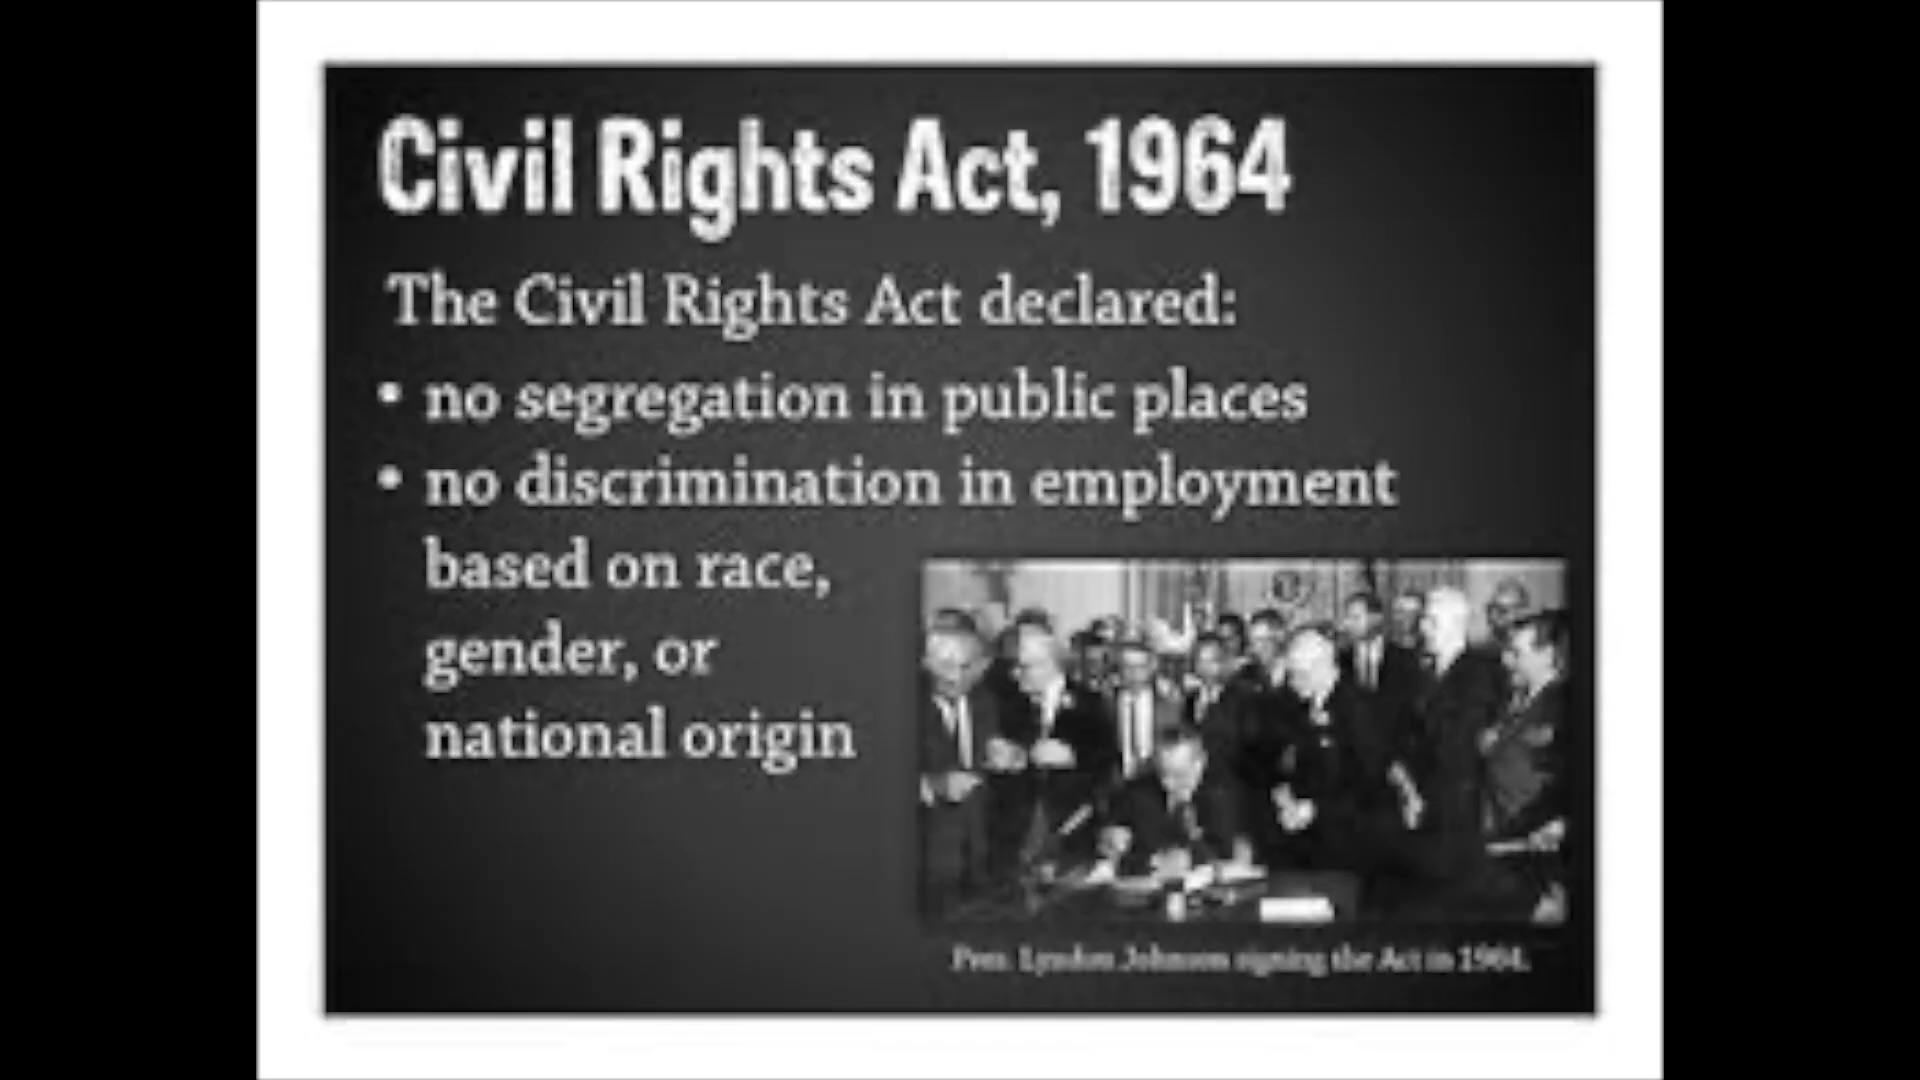 Civil Rights Act, 1964
The Civil Rights Act declared:
• no segregation in public places
• no discrimination in employment
based on race,
gender, or
national origin
Pres. Lyndon Johnson signing the Act in 1964.